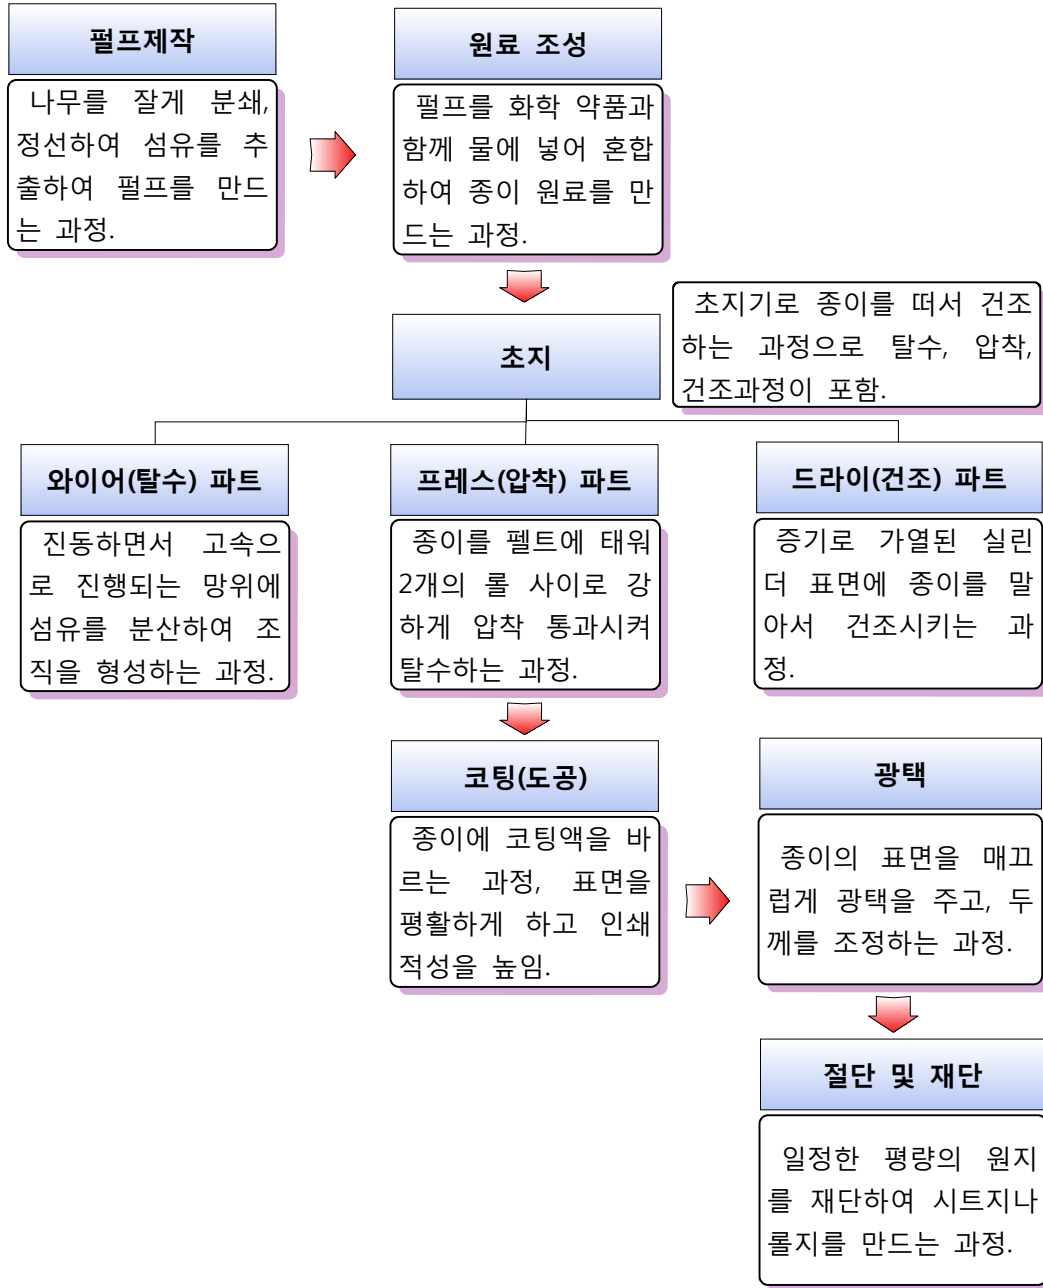 펄프제작
나무를 잘게 분쇄,
정선하여 섬유를 추
출하여 펄프를 만드
는 과정.
원료 조성
펄프를 화학 약품과
함께 물에 넣어 혼합
하여 종이 원료를 만
드는 과정.
초지
초지기로 종이를 떠서 건조
하는 과정으로 탈수, 압착,
건조과정이 포함.
와이어(탈수) 파트
진동하면서 고속으
로 진행되는 망위에
섬유를 분산하여 조
직을 형성하는 과정.
프레스(압착) 파트
종이를 펠트에 태워
2개의 롤 사이로 강
하게 압착 통과시켜
탈수하는 과정.
드라이(건조) 파트
증기로 가열된 실린
더 표면에 종이를 말
아서 건조시키는 과
정.
코팅(도공)
종이에 코팅액을 바
르는 과정, 표면을
평활하게 하고 인쇄
적성을 높임.
광택
종이의 표면을 매끄
럽게 광택을 주고, 두
께를 조정하는 과정.
절단 및 재단
일정한 평량의 원지
를 재단하여 시트지나
롤지를 만드는 과정.